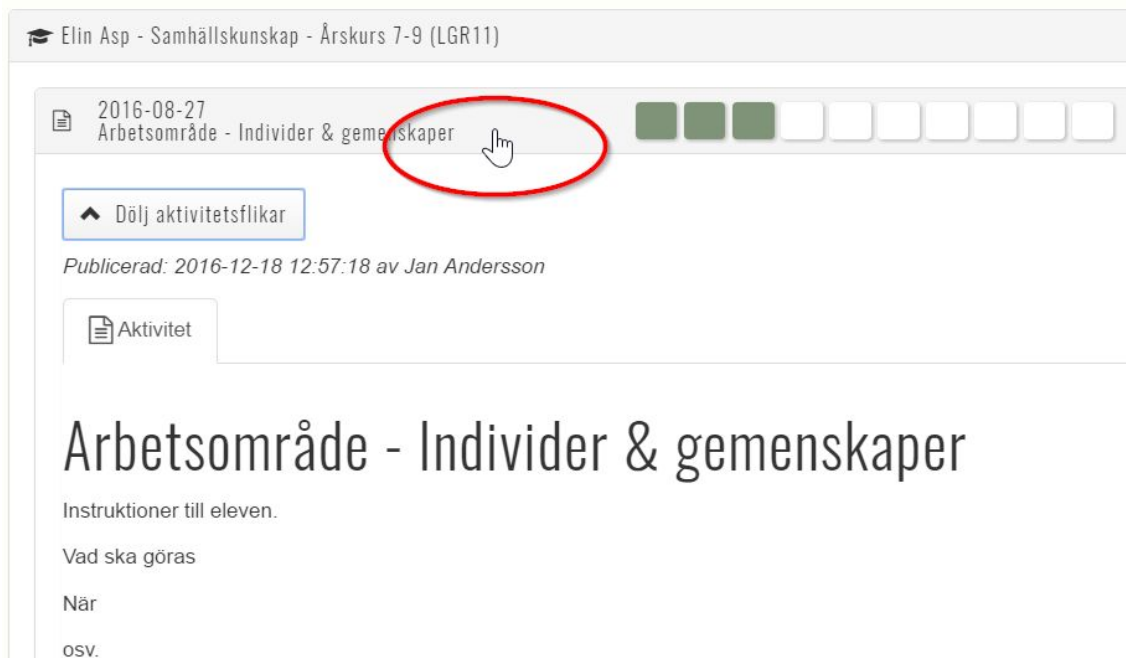 Elin Asp - Samhällskunskap - Årskurs 7-9 (LGR11)
2016-08-27
Arbetsområde - Individer & gemenskaper
Dölj aktivitetsflikar
Publicerad: 2016-12-18 12:57:18 av Jan Andersson
Aktivitet
Arbetsområde - Individer & gemenskaper
Instruktioner till eleven.
Vad ska göras
När
osv.